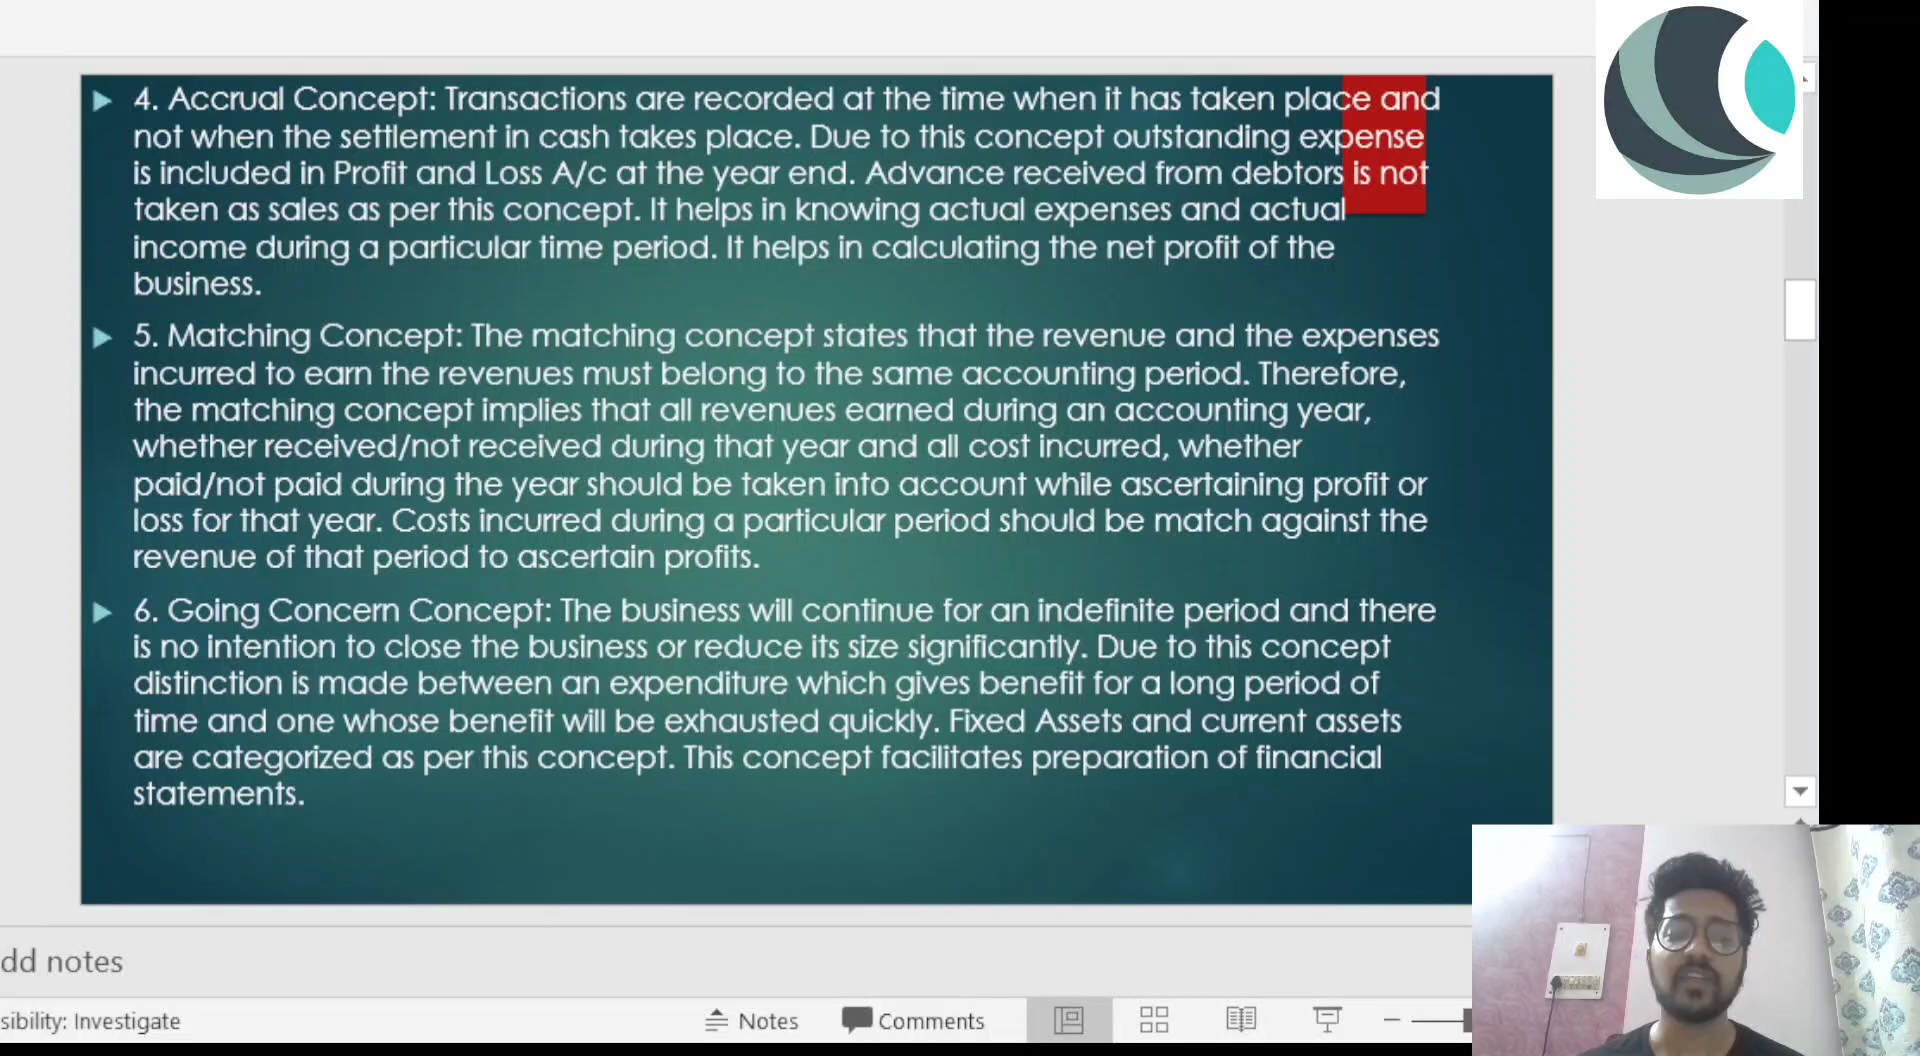 4. Accrual Concept: Transactions are recorded at the time when it has taken place and
not when the settlement in cash takes place. Due to this concept outstanding expense
is included in Profit and Loss A/c at the year end. Advance received from debtors is not
taken as sales as per this concept. It helps in knowing actual expenses and actual
income during a particular time period. It helps in calculating the net profit of the
business.
5. Matching Concept: The matching concept states that the revenue and the expenses
incurred to earn the revenues must belong to the same accounting period. Therefore,
the matching concept implies that all revenues earned during an accounting year,
whether received/not received during that year and all cost incurred, whether
paid/not paid during the year should be taken into account while ascertaining profit or
loss for that year. Costs incurred during a particular period should be match against the
revenue of that period to ascertain profits.
6. Going Concern Concept: The business will continue for an indefinite period and there
is no intention to close the business or reduce its size significantly. Due to this concept
distinction is made between an expenditure which gives benefit for a long period of
time and one whose benefit will be exhausted quickly. Fixed Assets and current assets
are categorized as per this concept. This concept facilitates preparation of financial
statements.
dd notes
sibility: Investigate
Notes
Comments